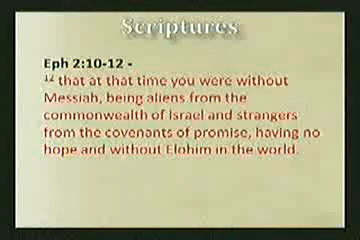 Scriptures
Eph 2:10-12 -
12 that at that time you were without
Messiah, being aliens from the
commonwealth of Israel and strangers
from the covenants of promise, having no
hope and without Elohim in the world.